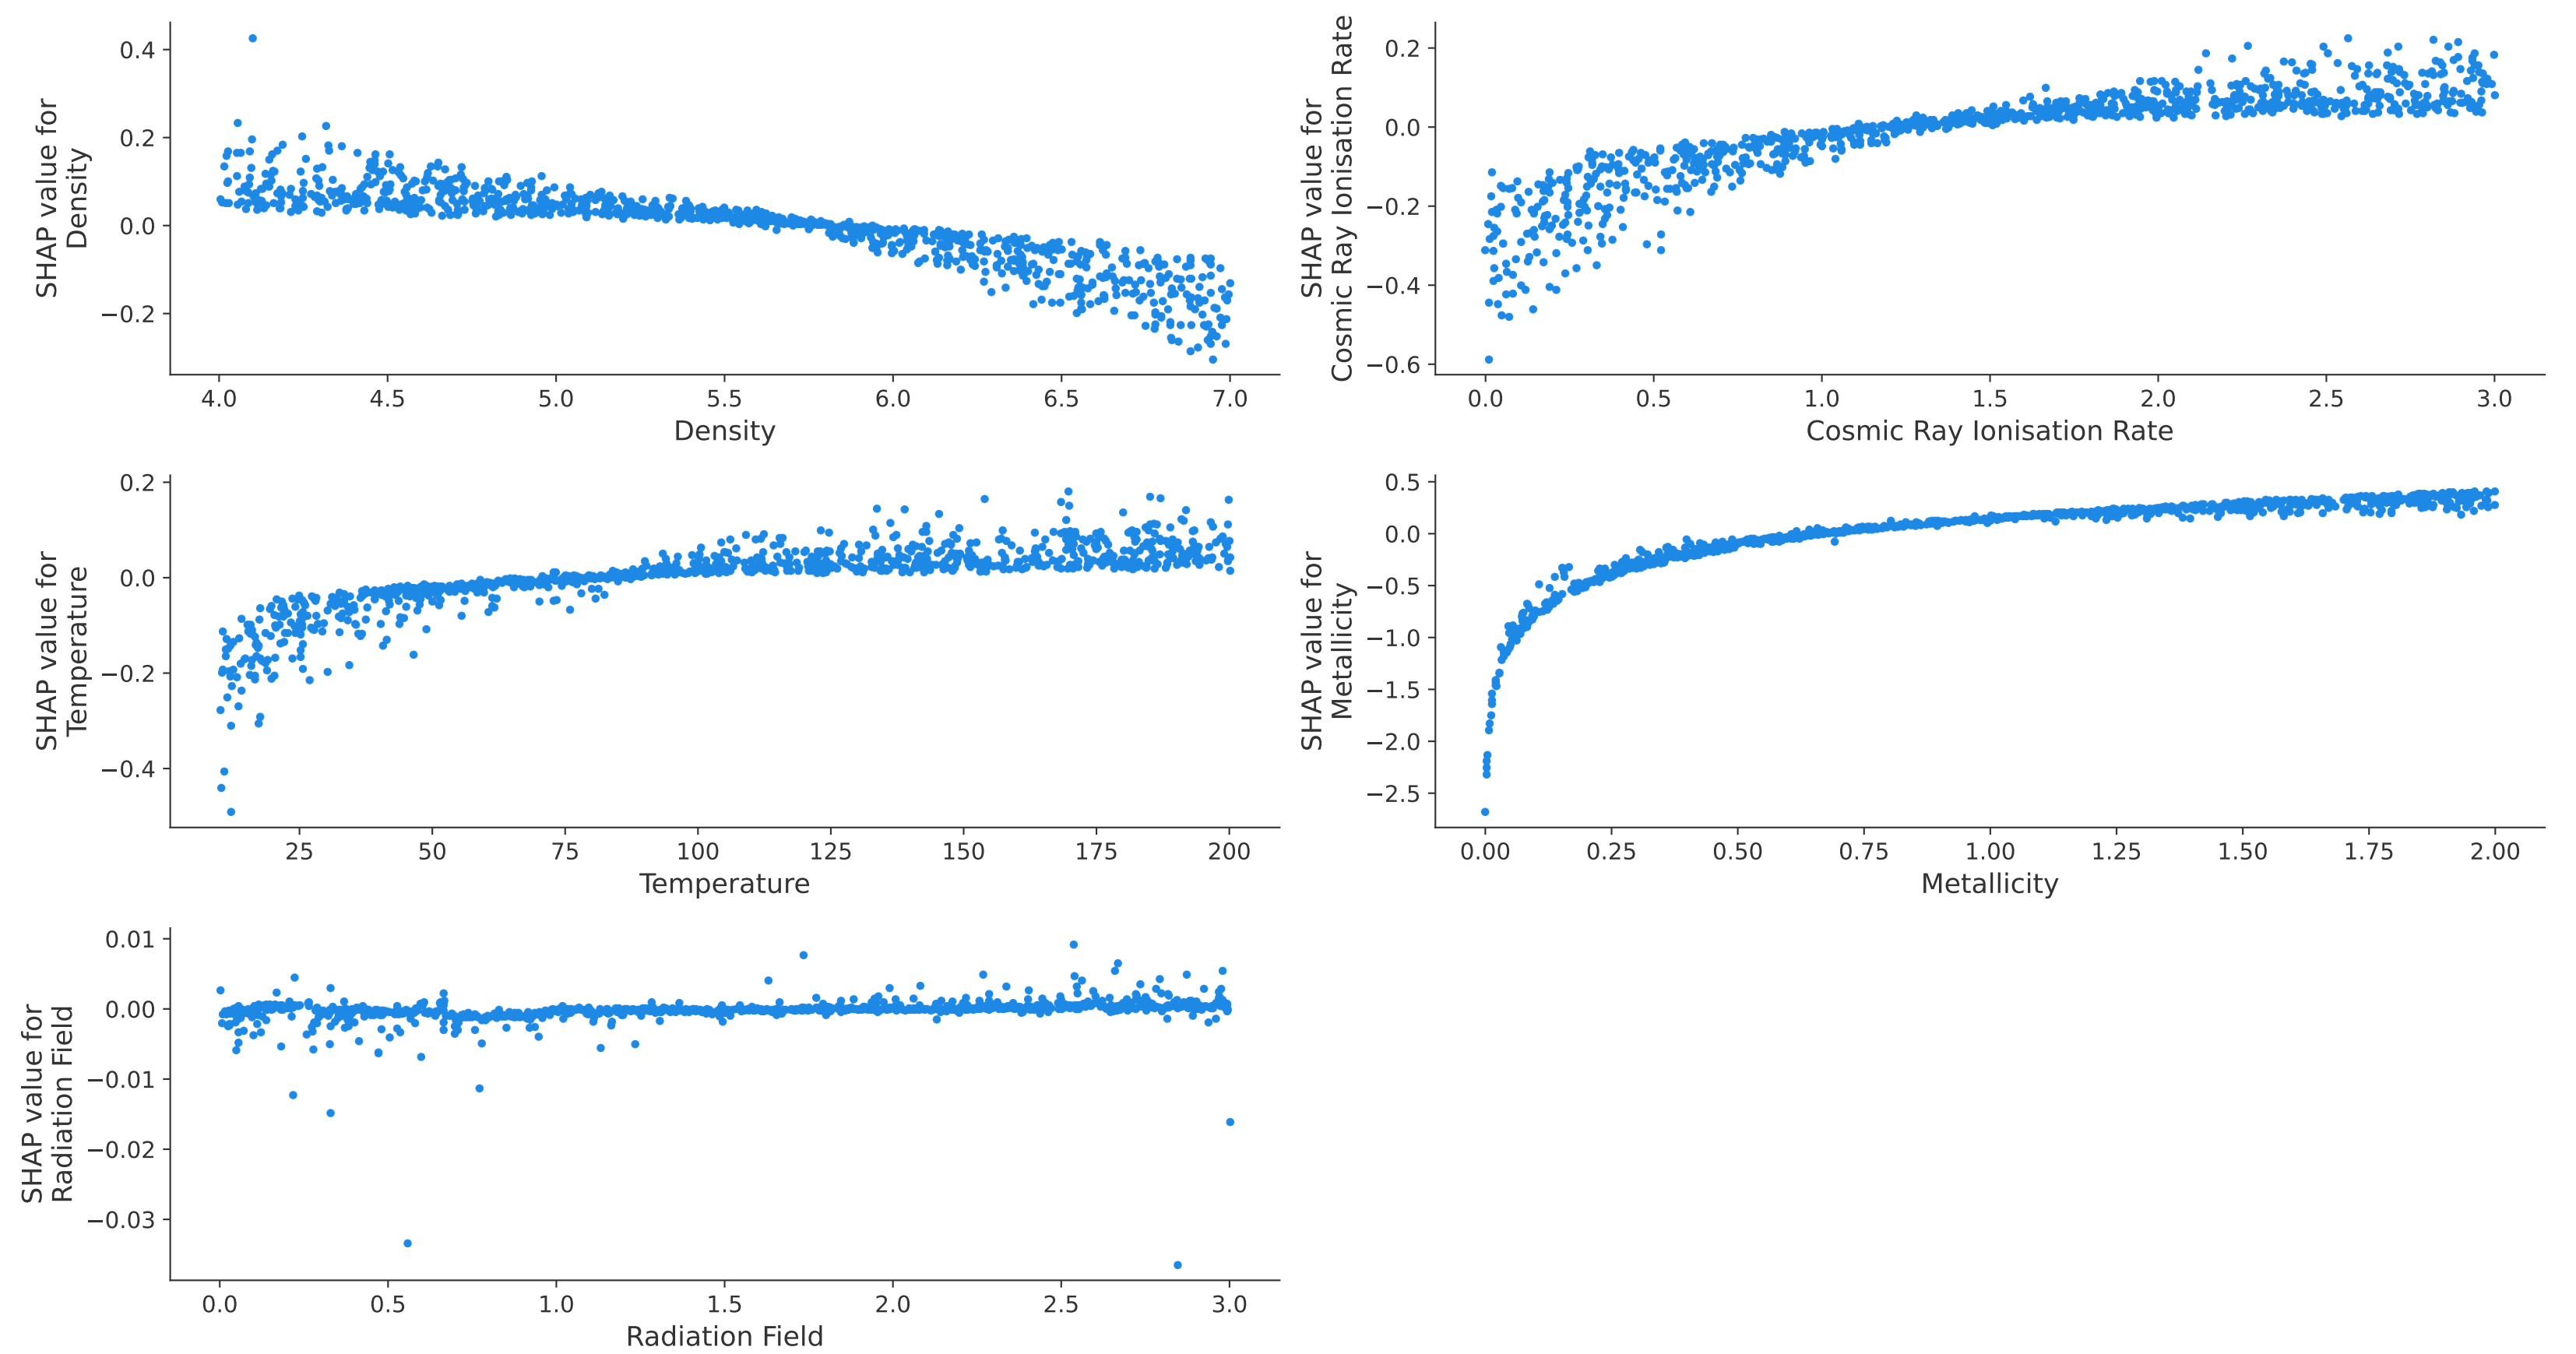 SHAP value for
Density
0.4
0.2
0.0
−0.2
4.0 4.5 5.0 5.5 6.0 6.5 7.0
Density
SHAP value for
Cosmic Ray Ionisation Rate
0.2
0.0
−0.2
−0.4
−0.6
0.0 0.5 1.0 1.5 2.0 2.5 3.0
Cosmic Ray Ionisation Rate
SHAP value for
Temperature
0.2
0.0
−0.2
−0.4
25 50 75 100 125 150 175 200
Temperature
SHAP value for
Metallicity
0.5
0.0
−0.5
−1.0
−1.5
−2.0
−2.5
0.00 0.25 0.50 0.75 1.00 1.25 1.50 1.75 2.00
Metallicity
SHAP value for
Radiation Field
0.01
0.00
−0.01
−0.02
−0.03
0.0 0.5 1.0 1.5 2.0 2.5 3.0
Radiation Field